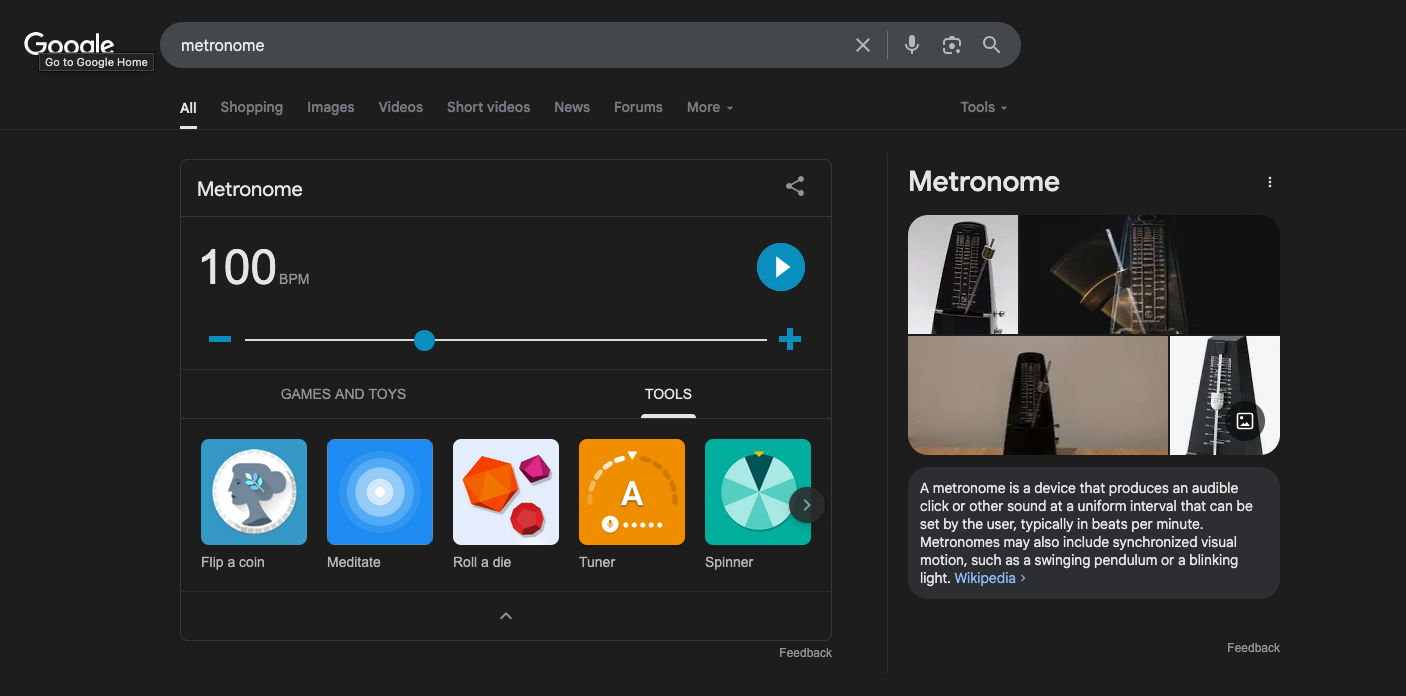 Google
Go to Google Home
metronome
All Shopping Images Videos Short videos News Forums More Tools
Metronome
100 BPM
GAMES AND TOYS TOOLS
A
Flip a coin Meditate Roll a die Tuner Spinner
Feedback
Metronome
A metronome is a device that produces an audible
click or other sound at a uniform interval that can be
set by the user, typically in beats per minute.
Metronomes may also include synchronized visual
motion, such as a swinging pendulum or a blinking
light. Wikipedia ›
Feedback